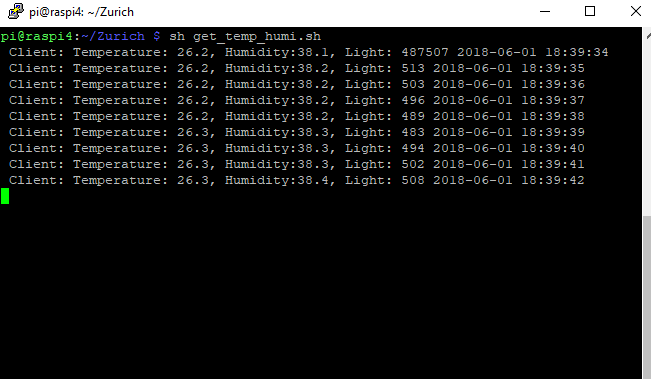 pi@raspi4: ~/Zurich
pi@raspi4:~/Zurich $ sh get_temp_humi.sh
Client: Temperature: 26.2, Humidity:38.1, Light: 487507 2018-06-01 18:39:34
Client: Temperature: 26.2, Humidity:38.2, Light: 513 2018-06-01 18:39:35
Client: Temperature: 26.2, Humidity:38.2, Light: 503 2018-06-01 18:39:36
Client: Temperature: 26.2, Humidity:38.2, Light: 496 2018-06-01 18:39:37
Client: Temperature: 26.2, Humidity:38.2, Light: 489 2018-06-01 18:39:38
Client: Temperature: 26.3, Humidity:38.3, Light: 483 2018-06-01 18:39:39
Client: Temperature: 26.3, Humidity:38.3, Light: 494 2018-06-01 18:39:40
Client: Temperature: 26.3, Humidity:38.3, Light: 502 2018-06-01 18:39:41
Client: Temperature: 26.3, Humidity:38.4, Light: 508 2018-06-01 18:39:42